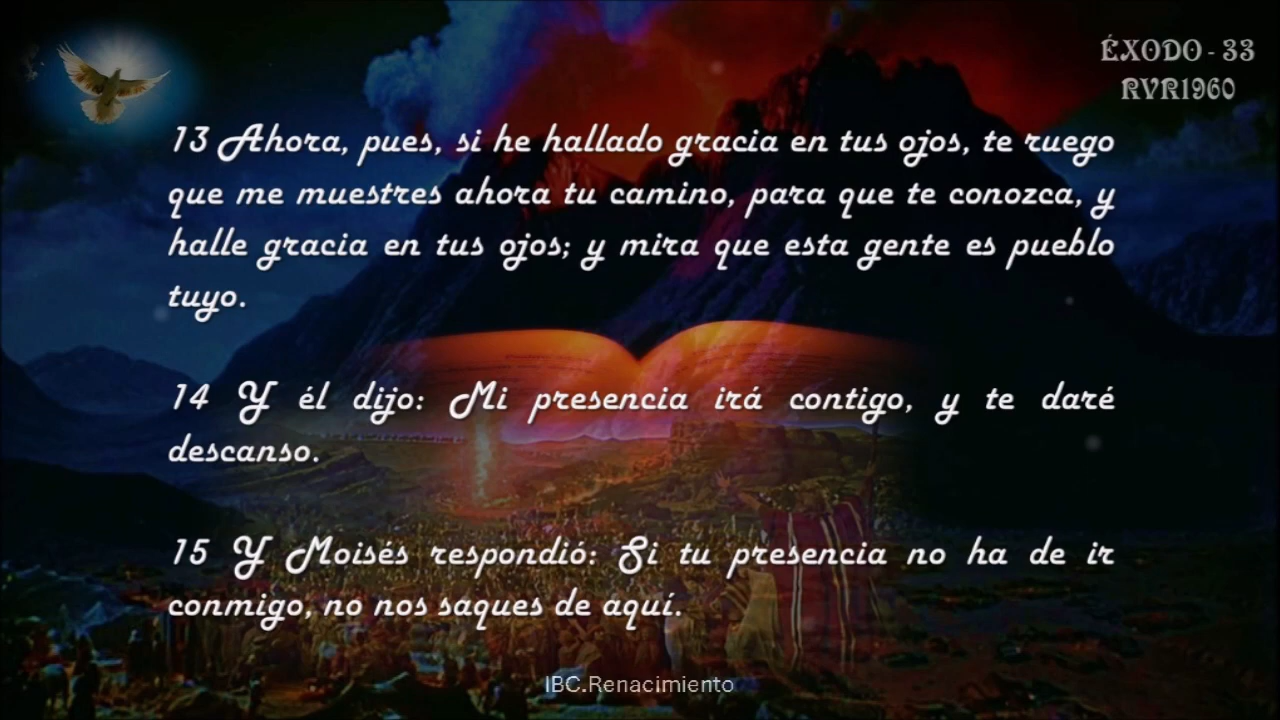 ÉXODO - 33
RVR1960
13 Ahora, pues, si he hallado gracia en tus ojos, te ruego
que me muestres ahora tu camino, para que te conozca, y
halle gracia en tus ojos; y mira que esta gente es pueblo
tuyo.
14 Y él dijo: Mi presencia irá contigo, y te daré
descanso.
15 Y Moisés respondió: Si tu presencia no ha de ir
conmigo, no nos saques de aquí.
IBC.Renacimiento